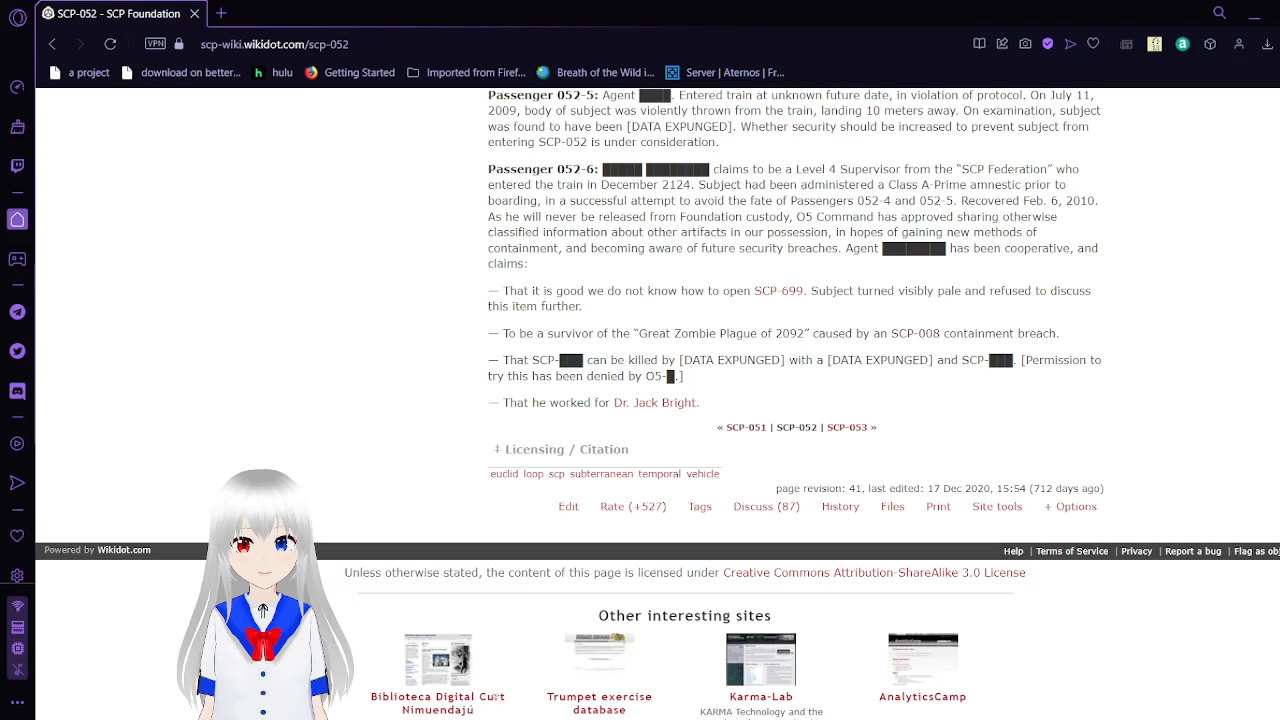 SCP-052 - SCP Foundation
VPN
scp-wiki.wikidot.com/scp-052
a project
download on better...
h hulu
Getting Started
Imported from Firef...
Breath of the Wild i...
Server | Aternos | Fr...
Passenger 052-5: Agent ████. Entered train at unknown future date, in violation of protocol. On July 11,
2009, body of subject was violently thrown from the train, landing 10 meters away. On examination, subject
was found to have been [DATA EXPUNGED]. Whether security should be increased to prevent subject from
entering SCP-052 is under consideration.
Passenger 052-6: █████ ████████ claims to be a Level 4 Supervisor from the “SCP Federation” who
entered the train in December 2124. Subject had been administered a Class A-Prime amnestic prior to
boarding, in a successful attempt to avoid the fate of Passengers 052-4 and 052-5. Recovered Feb. 6, 2010.
As he will never be released from Foundation custody, O5 Command has approved sharing otherwise
classified information about other artifacts in our possession, in hopes of gaining new methods of
containment, and becoming aware of future security breaches. Agent ████████ has been cooperative, and
claims:
— That it is good we do not know how to open SCP-699. Subject turned visibly pale and refused to discuss
this item further.
— To be a survivor of the “Great Zombie Plague of 2092” caused by an SCP-008 containment breach.
— That SCP-███ can be killed by [DATA EXPUNGED] with a [DATA EXPUNGED] and SCP-███. [Permission to
try this has been denied by O5-█.]
— That he worked for Dr. Jack Bright.
« SCP-051 | SCP-052 | SCP-053 »
‡ Licensing / Citation
euclid loop scp subterranean temporal vehicle
page revision: 41, last edited: 17 Dec 2020, 15:54 (712 days ago)
Edit Rate (+527) Tags Discuss (87) History Files Print Site tools + Options
Powered by Wikidot.com
Help | Terms of Service | Privacy | Report a bug | Flag as obj
Unless otherwise stated, the content of this page is licensed under Creative Commons Attribution-ShareAlike 3.0 License
Other interesting sites
Biblioteca Digital Curt
Nimuendajú
Trumpet exercise
database
Karma-Lab
KARMA Technology and the
AnalyticsCamp